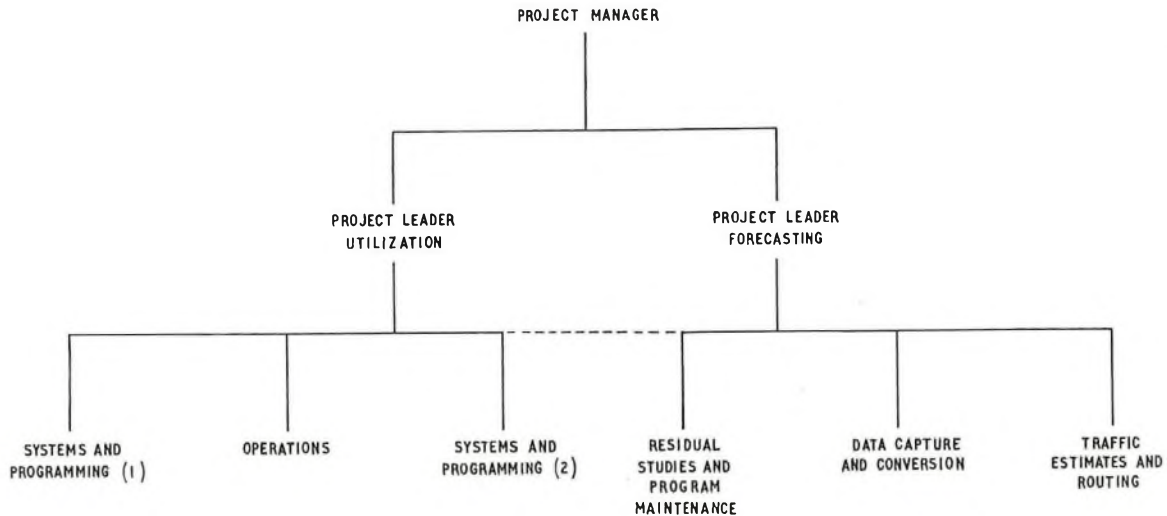 PROJECT MANAGER
PROJECT LEADER
UTILIZATION
PROJECT LEADER
FORECASTING
SYSTEMS AND
PROGRAMMING (1)
OPERATIONS
SYSTEMS AND
PROGRAMMING (2)
RESIDUAL
STUDIES AND
PROGRAM
MAINTENANCE
DATA CAPTURE
AND CONVERSION
TRAFFIC
ESTIMATES AND
ROUTING